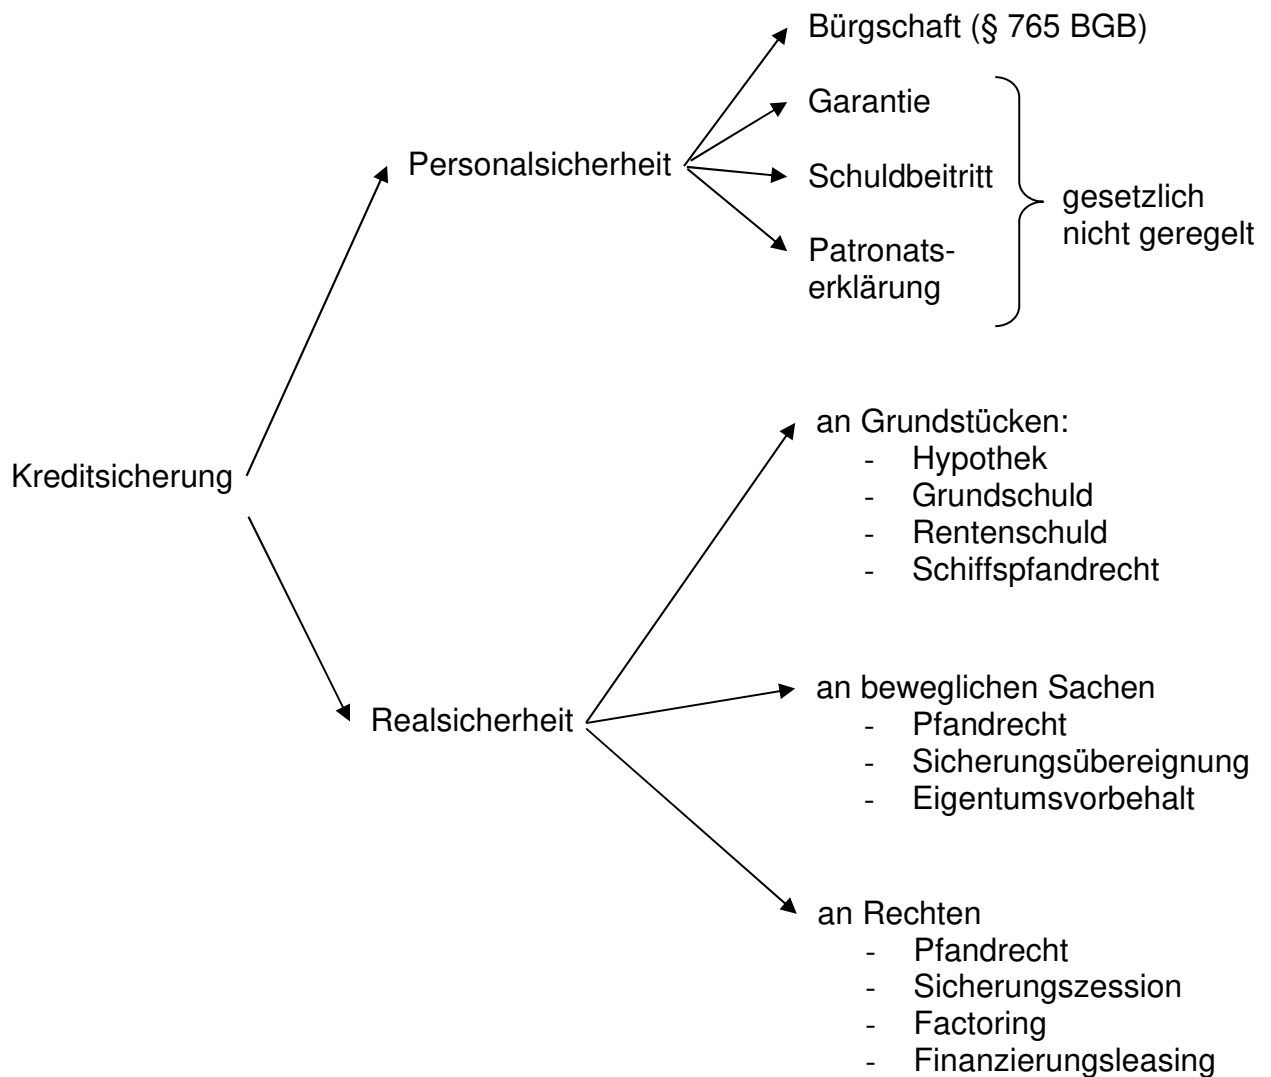 Bürgschaft (§ 765 BGB)
Garantie
Personalsicherheit
Schuldbeitritt
gesetzlich
nicht geregelt
Patronats-
erklärung
Kreditsicherung
an Grundstücken:
- Hypothek
- Grundschuld
- Rentenschuld
- Schiffspfandrecht
Realsicherheit
an beweglichen Sachen
- Pfandrecht
- Sicherungsübereignung
- Eigentumsvorbehalt
an Rechten
- Pfandrecht
- Sicherungszession
- Factoring
- Finanzierungsleasing